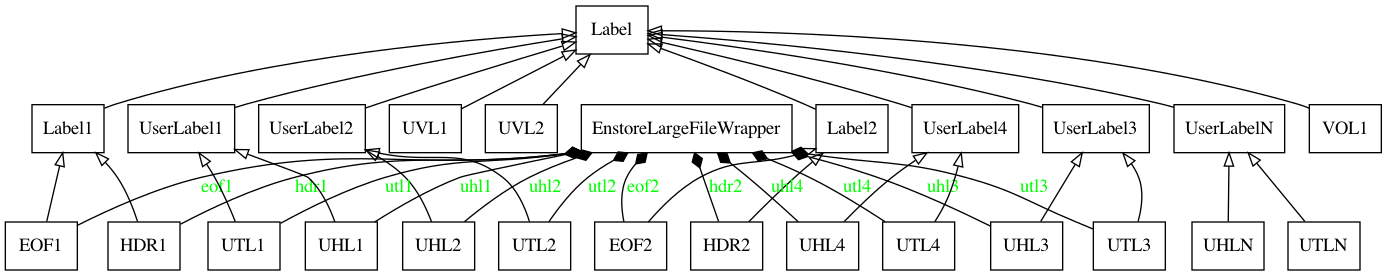 Label
Label1 UserLabel1 UserLabel2 UVL1 UVL2 EnstoreLargeFileWrapper Label2 UserLabel4 UserLabel3 UserLabelN VOL1
eof1 hdr1 utl1 uhl1 uhl2 utl2 eof2 hdr2 uhl4 utl4 uhl3 utl3
EOF1 HDR1 UTL1 UHL1 UHL2 UTL2 EOF2 HDR2 UHL4 UTL4 UHL3 UTL3 UHLN UTLN